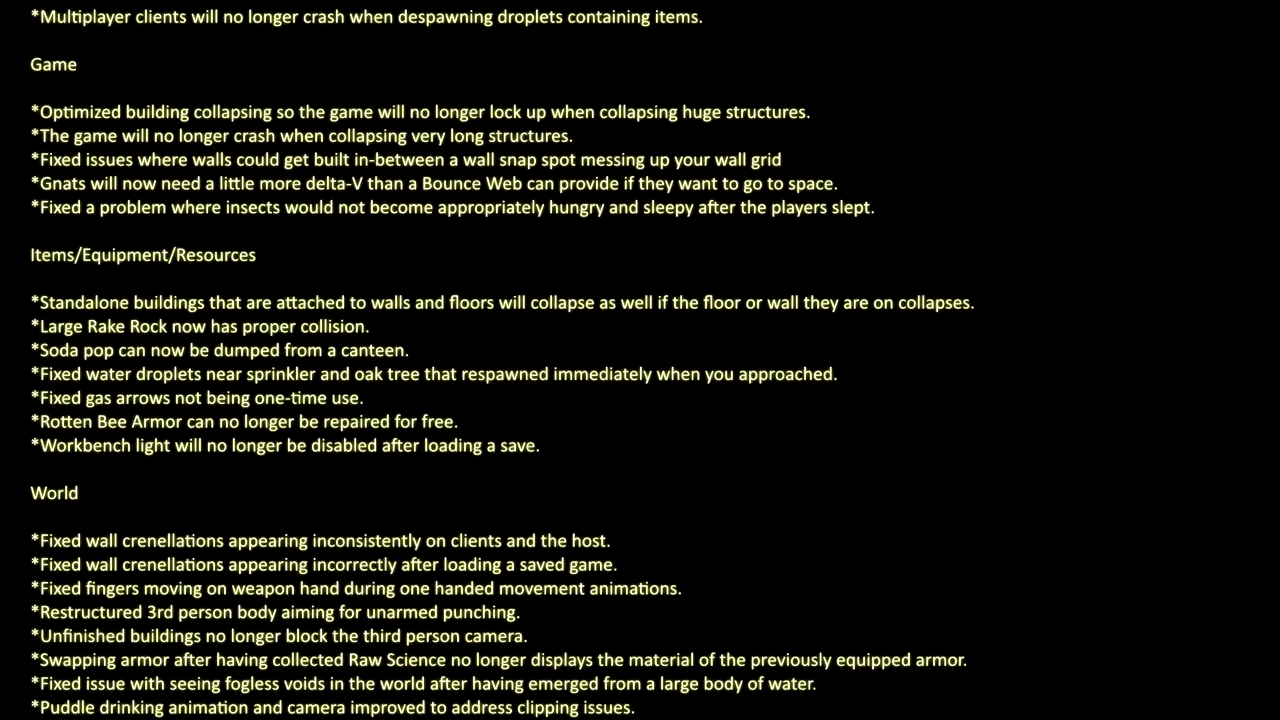 *Multiplayer clients will no longer crash when despawning droplets containing items.
Game
*Optimized building collapsing so the game will no longer lock up when collapsing huge structures.
*The game will no longer crash when collapsing very long structures.
*Fixed issues where walls could get built in-between a wall snap spot messing up your wall grid
*Gnats will now need a little more delta-V than a Bounce Web can provide if they want to go to space.
*Fixed a problem where insects would not become appropriately hungry and sleepy after the players slept.
Items/Equipment/Resources
*Standalone buildings that are attached to walls and floors will collapse as well if the floor or wall they are on collapses.
*Large Rake Rock now has proper collision.
*Soda pop can now be dumped from a canteen.
*Fixed water droplets near sprinkler and oak tree that respawned immediately when you approached.
*Fixed gas arrows not being one-time use.
*Rotten Bee Armor can no longer be repaired for free.
*Workbench light will no longer be disabled after loading a save.
World
*Fixed wall crenellations appearing inconsistently on clients and the host.
*Fixed wall crenellations appearing incorrectly after loading a saved game.
*Fixed fingers moving on weapon hand during one handed movement animations.
*Restructured 3rd person body aiming for unarmed punching.
*Unfinished buildings no longer block the third person camera.
*Swapping armor after having collected Raw Science no longer displays the material of the previously equipped armor.
*Fixed issue with seeing fogless voids in the world after having emerged from a large body of water.
*Puddle drinking animation and camera improved to address clipping issues.